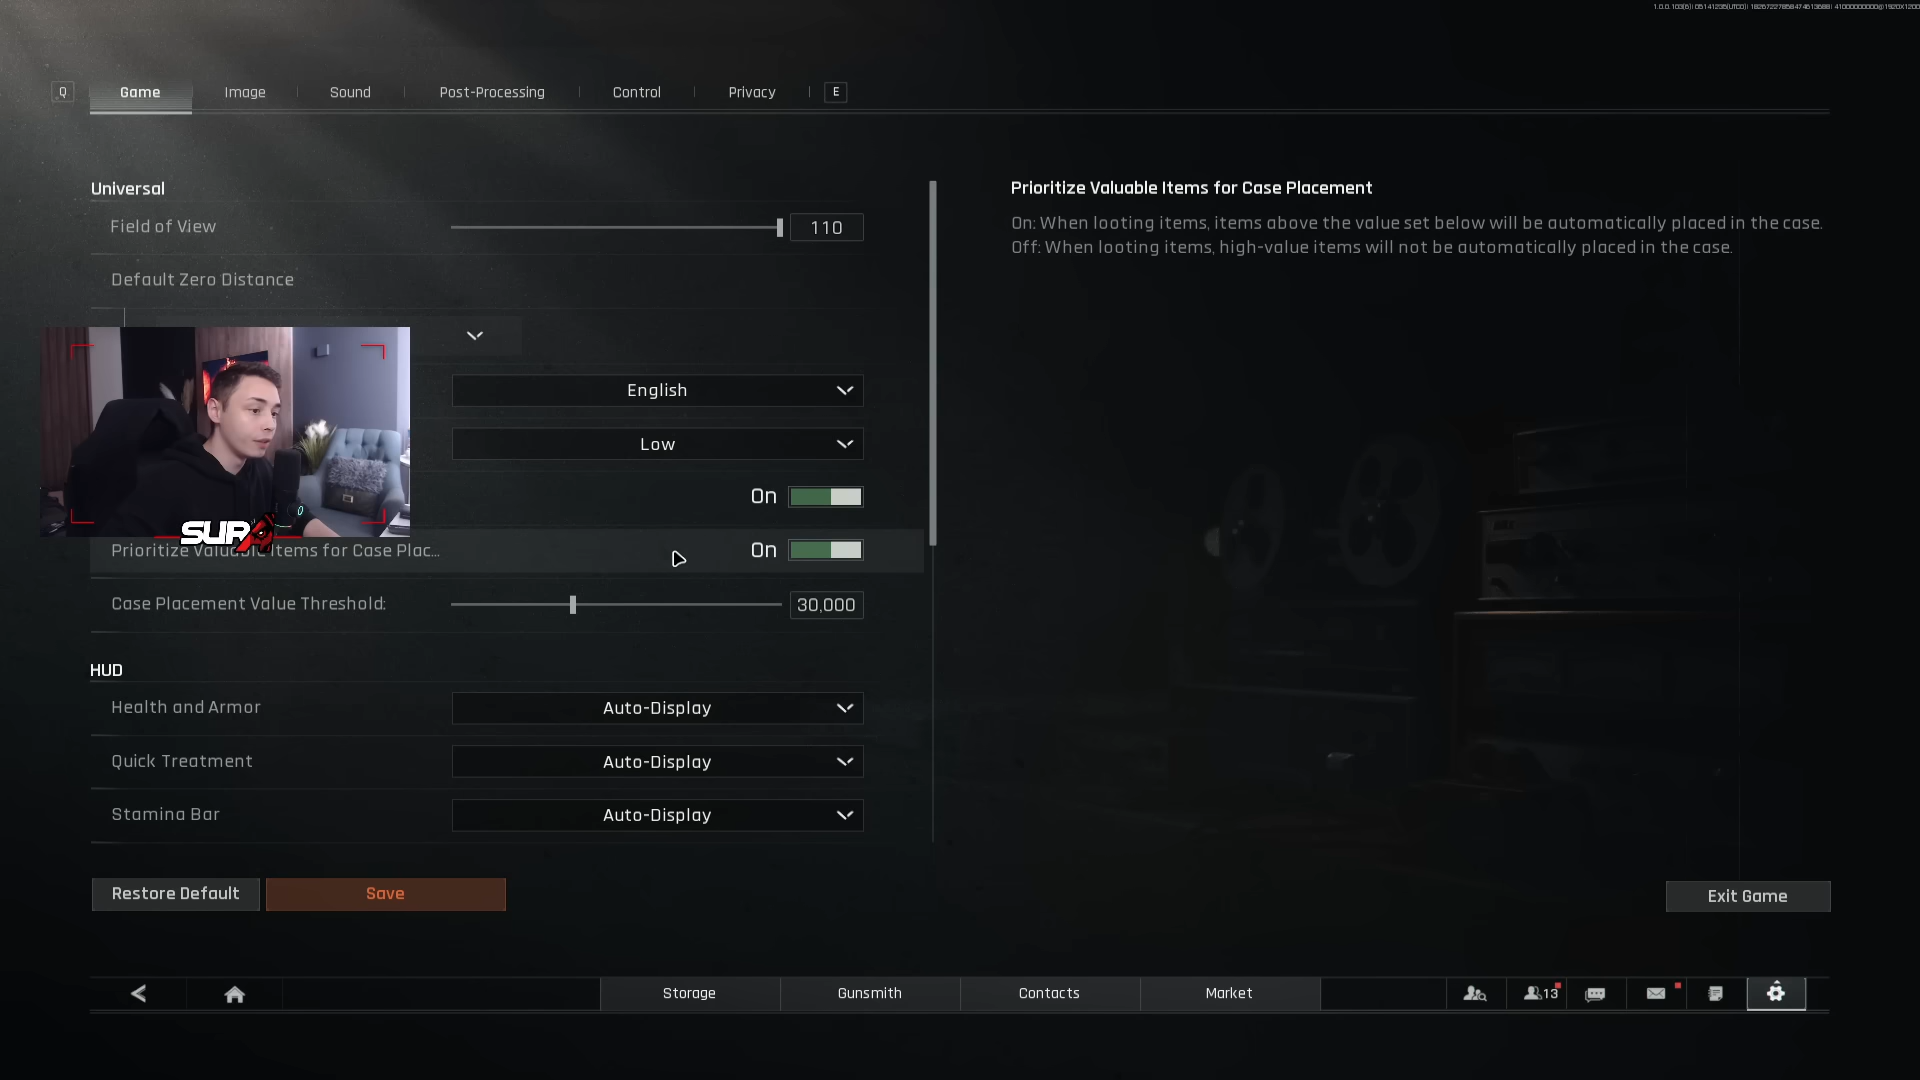 Q
Game
Image
Sound
Post-Processing
Control
Privacy
E
Universal
Field of View
110
Default Zero Distance
English
Low
On
Prioritize Valuable Items for Case Plac...
On
Case Placement Value Threshold:
30,000
HUD
Health and Armor
Auto-Display
Quick Treatment
Auto-Display
Stamina Bar
Auto-Display
Restore Default
Save
Prioritize Valuable Items for Case Placement
On: When looting items, items above the value set below will be automatically placed in the case.
Off: When looting items, high-value items will not be automatically placed in the case.
Exit Game
Storage
Gunsmith
Contacts
Market
13